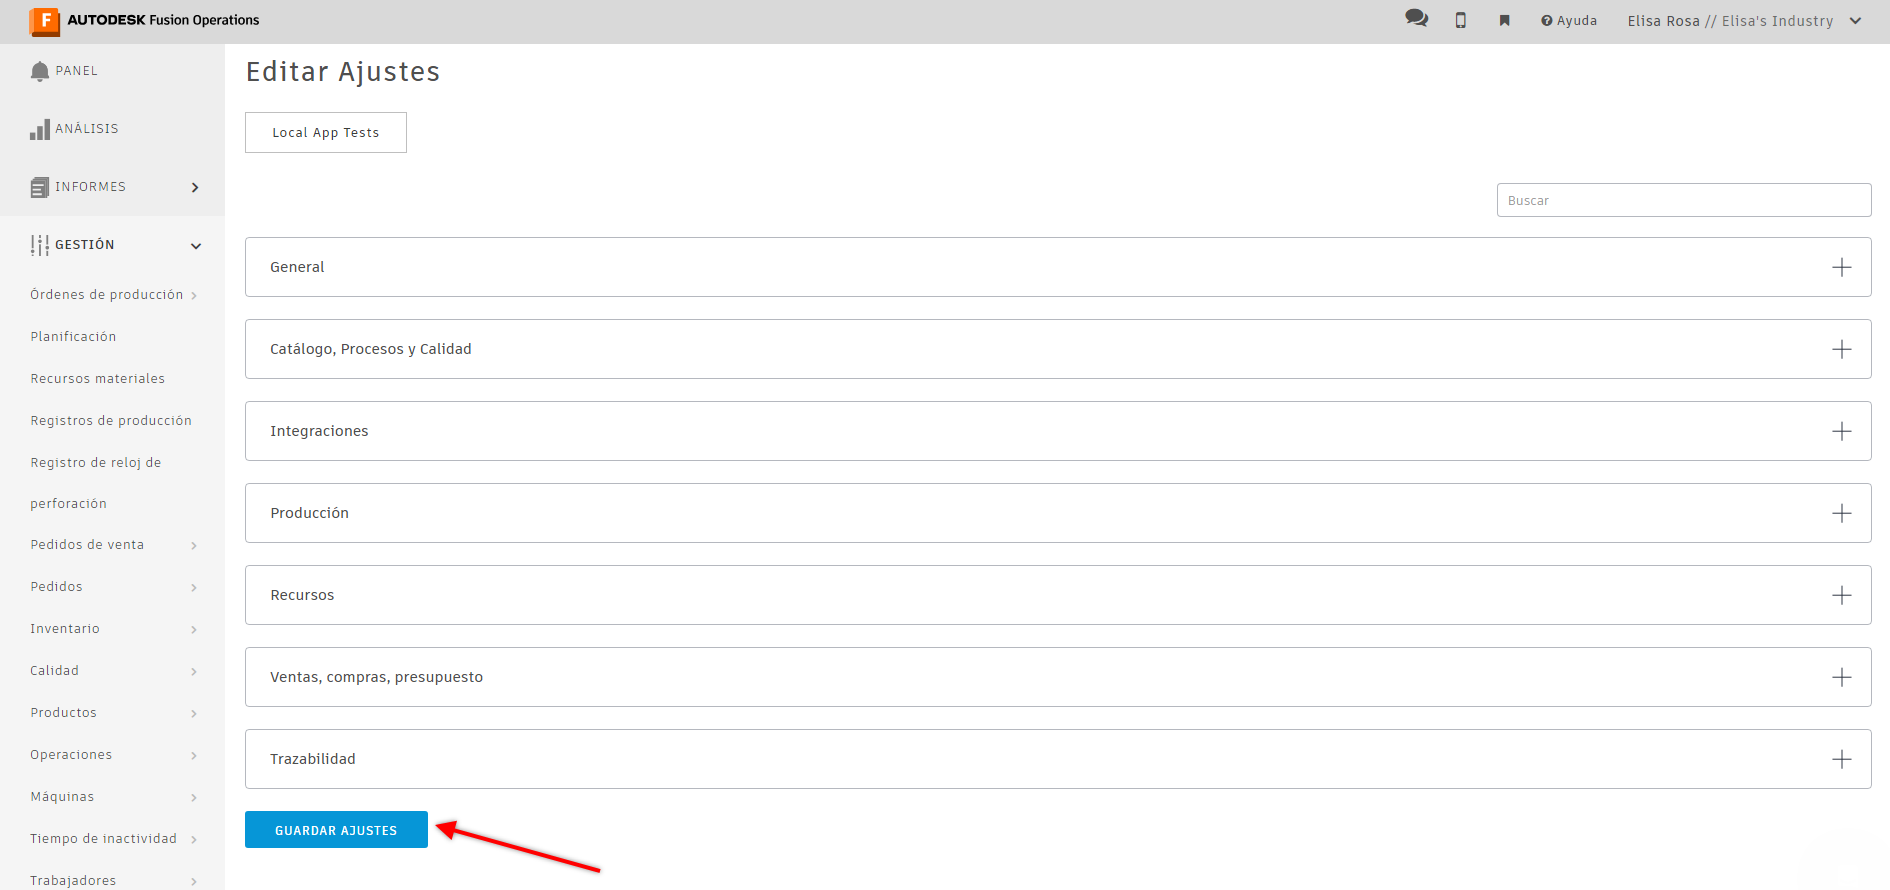 F AUTODESK Fusion Operations
Ayuda
Elisa Rosa // Elisa's Industry
PANEL
ANÁLISIS
INFORMES
GESTIÓN
Órdenes de producción
Planificación
Recursos materiales
Registros de producción
Registro de reloj de
perforación
Pedidos de venta
Pedidos
Inventario
Calidad
Productos
Operaciones
Máquinas
Tiempo de inactividad
Trabajadores
Editar Ajustes
Local App Tests
Buscar
General
Catálogo, Procesos y Calidad
Integraciones
Producción
Recursos
Ventas, compras, presupuesto
Trazabilidad
GUARDAR AJUSTES